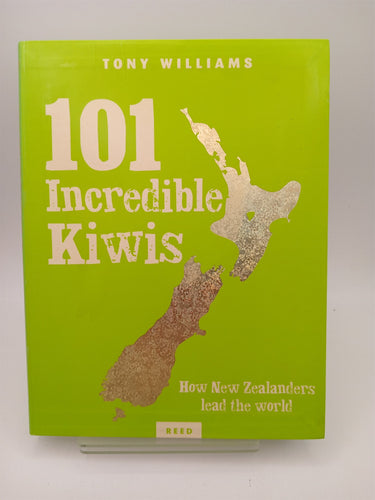 TONY WILLIAMS
101
Incredible
Kiwis
How New Zealanders
lead the world
REED